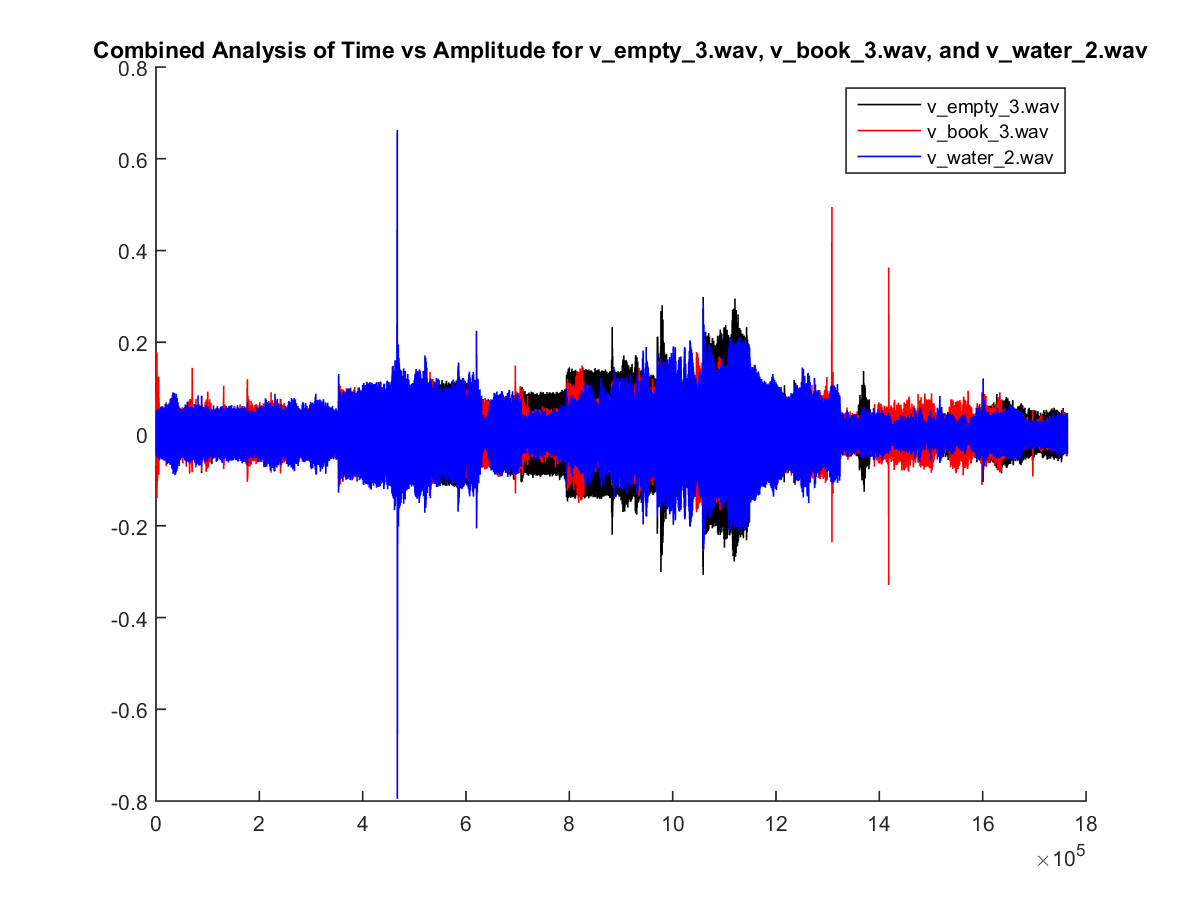 Combined Analysis of Time vs Amplitude for v_empty_3.wav, v_book_3.wav, and v_water_2.wav
v_empty_3.wav
v_book_3.wav
v_water_2.wav
0.8
0.6
0.4
0.2
0
-0.2
-0.4
-0.6
-0.8
0 2 4 6 8 10 12 14 16 18
×10^5